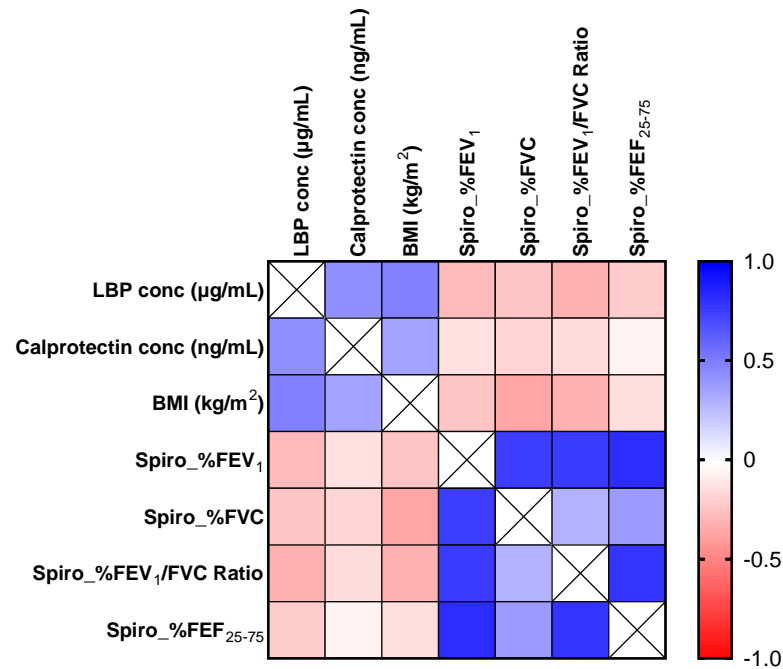 LBP conc (µg/mL)
Calprotectin conc (ng/mL)
BMI (kg/m²)
Spiro_%FEV₁
Spiro_%FVC
Spiro_%FEV₁/FVC Ratio
Spiro_%FEF₂₅₋₇₅
LBP conc (µg/mL)
Calprotectin conc (ng/mL)
BMI (kg/m²)
Spiro_%FEV₁
Spiro_%FVC
Spiro_%FEV₁/FVC Ratio
Spiro_%FEF₂₅₋₇₅
1.0
0.5
0
-0.5
-1.0